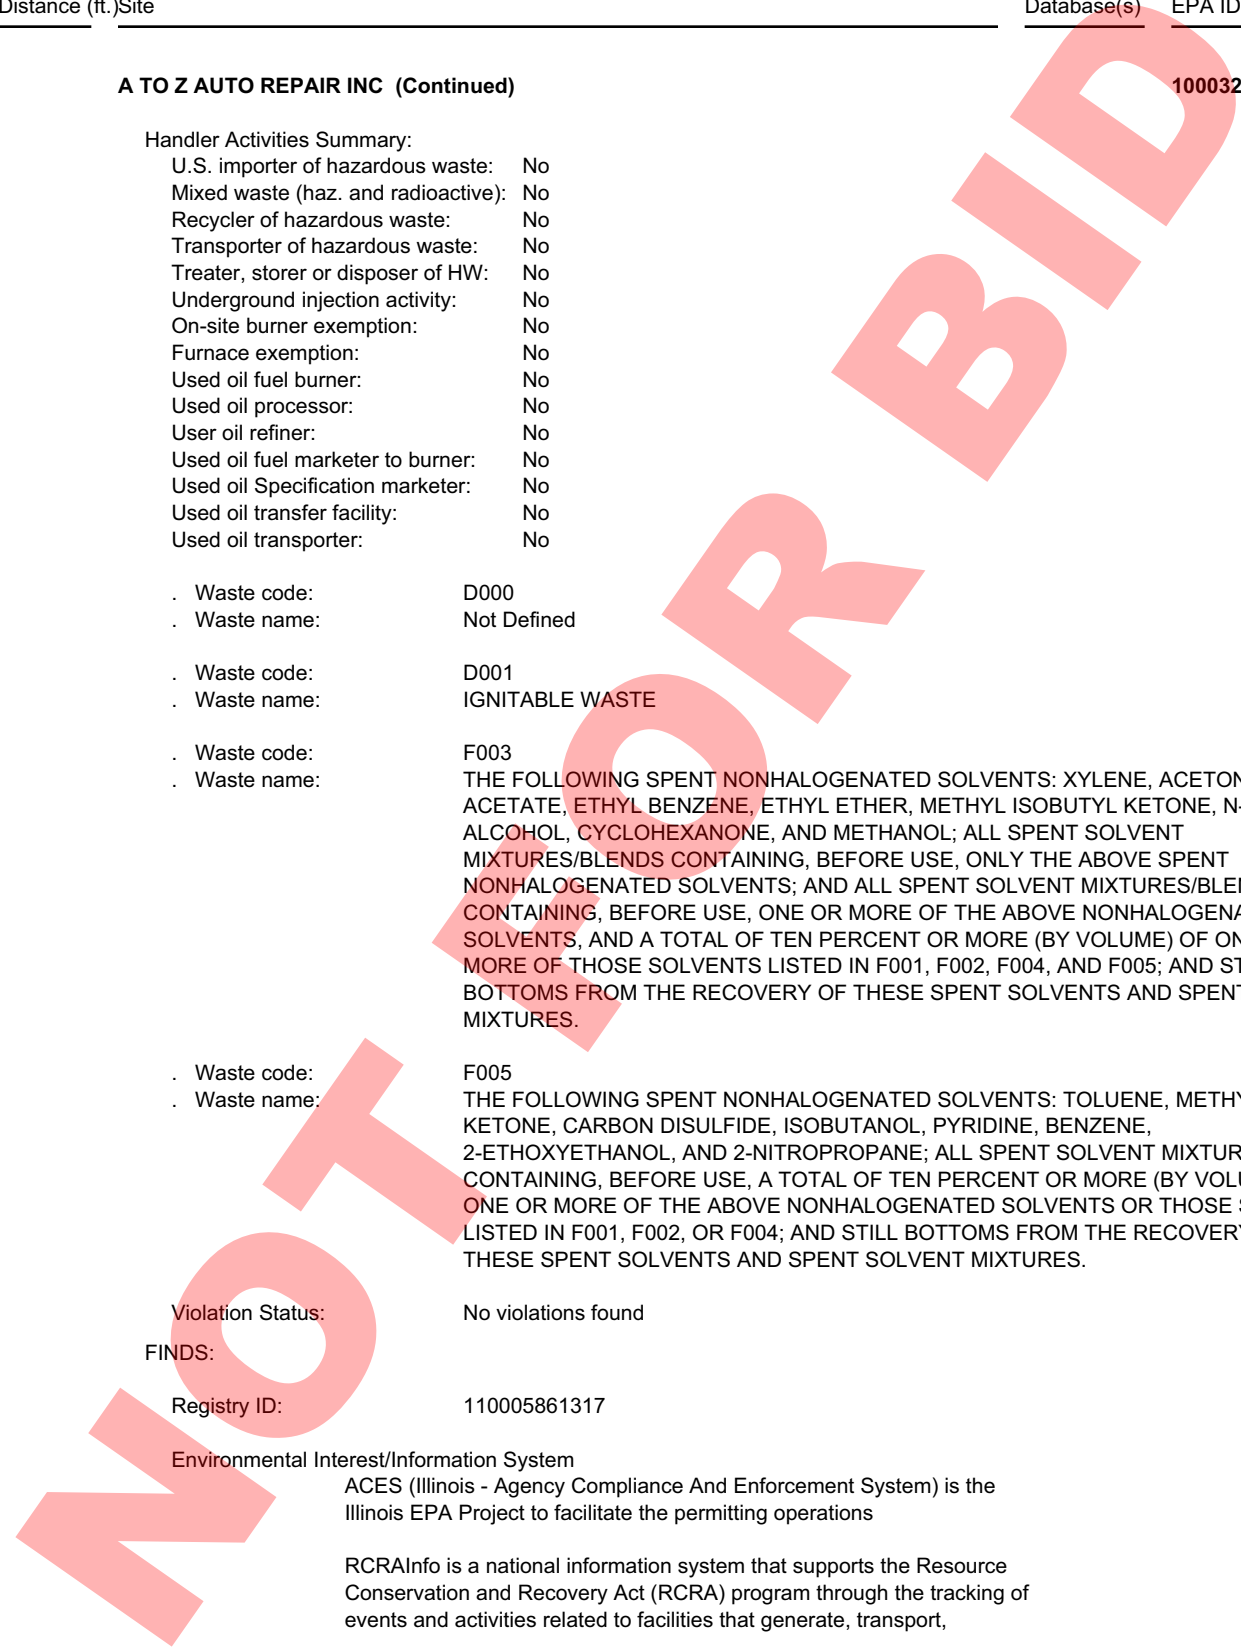 Distance (ft.)Site Database(s) EPA ID
A TO Z AUTO REPAIR INC (Continued) 100032
Handler Activities Summary:
U.S. importer of hazardous waste: No
Mixed waste (haz. and radioactive): No
Recycler of hazardous waste: No
Transporter of hazardous waste: No
Treater, storer or disposer of HW: No
Underground injection activity: No
On-site burner exemption: No
Furnace exemption: No
Used oil fuel burner: No
Used oil processor: No
User oil refiner: No
Used oil fuel marketer to burner: No
Used oil Specification marketer: No
Used oil transfer facility: No
Used oil transporter: No
. Waste code: D000
. Waste name: Not Defined
. Waste code: D001
. Waste name: IGNITABLE WASTE
. Waste code: F003
. Waste name: THE FOLLOWING SPENT NONHALOGENATED SOLVENTS: XYLENE, ACETON
ACETATE, ETHYL BENZENE, ETHYL ETHER, METHYL ISOBUTYL KETONE, N-
ALCOHOL, CYCLOHEXANONE, AND METHANOL; ALL SPENT SOLVENT
MIXTURES/BLENDS CONTAINING, BEFORE USE, ONLY THE ABOVE SPENT
NONHALOGENATED SOLVENTS; AND ALL SPENT SOLVENT MIXTURES/BLEN
CONTAINING, BEFORE USE, ONE OR MORE OF THE ABOVE NONHALOGENA
SOLVENTS, AND A TOTAL OF TEN PERCENT OR MORE (BY VOLUME) OF ON
MORE OF THOSE SOLVENTS LISTED IN F001, F002, F004, AND F005; AND ST
BOTTOMS FROM THE RECOVERY OF THESE SPENT SOLVENTS AND SPENT
MIXTURES.
. Waste code: F005
. Waste name: THE FOLLOWING SPENT NONHALOGENATED SOLVENTS: TOLUENE, METHY
KETONE, CARBON DISULFIDE, ISOBUTANOL, PYRIDINE, BENZENE,
2-ETHOXYETHANOL, AND 2-NITROPROPANE; ALL SPENT SOLVENT MIXTUR
CONTAINING, BEFORE USE, A TOTAL OF TEN PERCENT OR MORE (BY VOLU
ONE OR MORE OF THE ABOVE NONHALOGENATED SOLVENTS OR THOSE S
LISTED IN F001, F002, OR F004; AND STILL BOTTOMS FROM THE RECOVERY
THESE SPENT SOLVENTS AND SPENT SOLVENT MIXTURES.
Violation Status: No violations found
FINDS:
Registry ID: 110005861317
Environmental Interest/Information System
ACES (Illinois - Agency Compliance And Enforcement System) is the
Illinois EPA Project to facilitate the permitting operations
RCRAInfo is a national information system that supports the Resource
Conservation and Recovery Act (RCRA) program through the tracking of
events and activities related to facilities that generate, transport,
NOT FOR BID